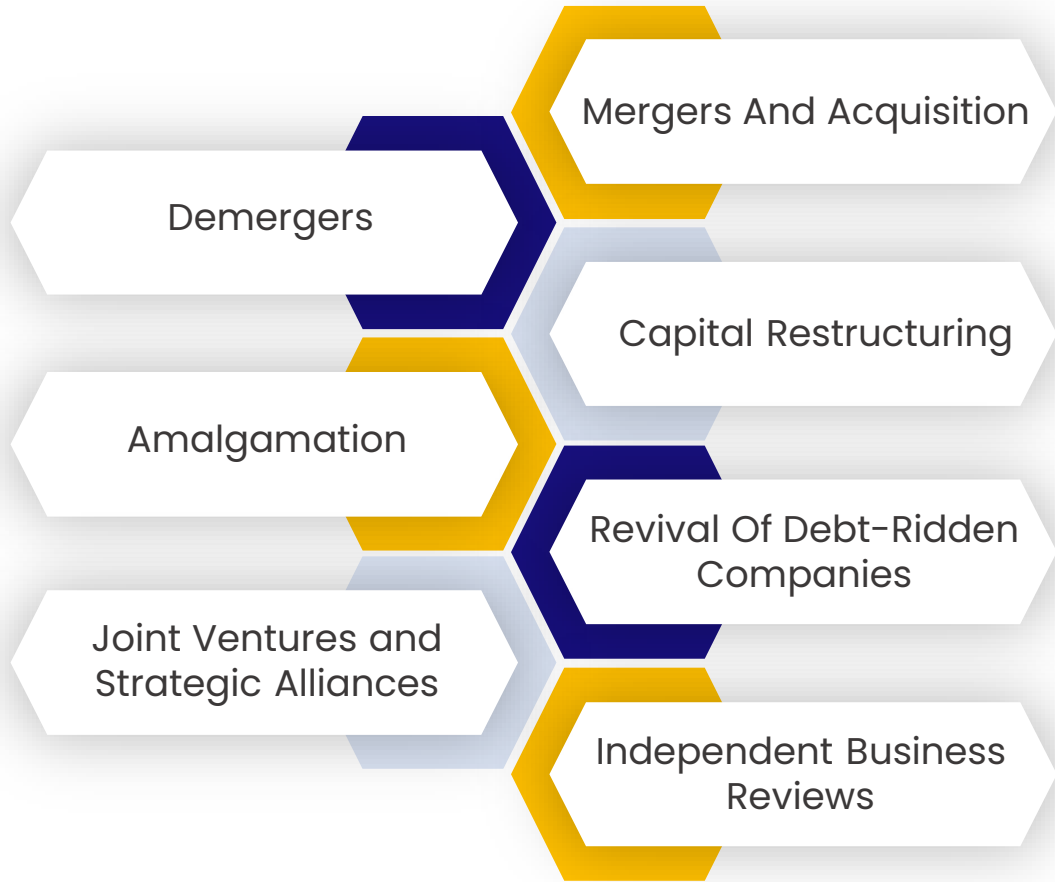 Mergers And Acquisition
Demergers
Capital Restructuring
Amalgamation
Revival Of Debt-Ridden
Companies
Joint Ventures and
Strategic Alliances
Independent Business
Reviews